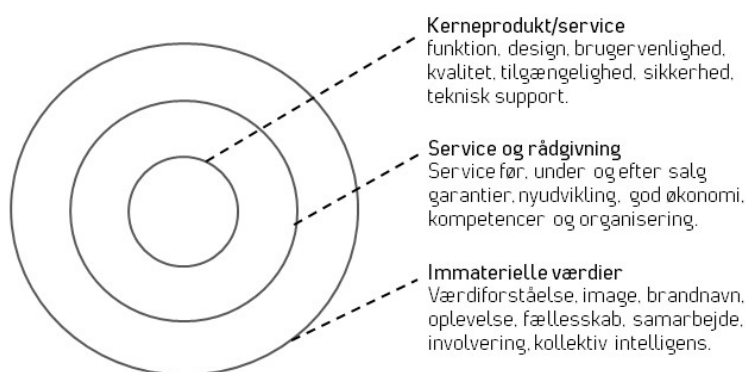 Kerneprodukt/service
funktion, design, brugervenlighed,
kvalitet, tilgængelighed, sikkerhed,
teknisk support.
Service og rådgivning
Service før, under og efter salg
garantier, nyudvikling, god økonomi,
kompetencer og organisering.
Immaterielle værdier
Værdiforståelse, image, brandnavn,
oplevelse, fællesskab, samarbejde,
involvering, kollektiv intelligens.